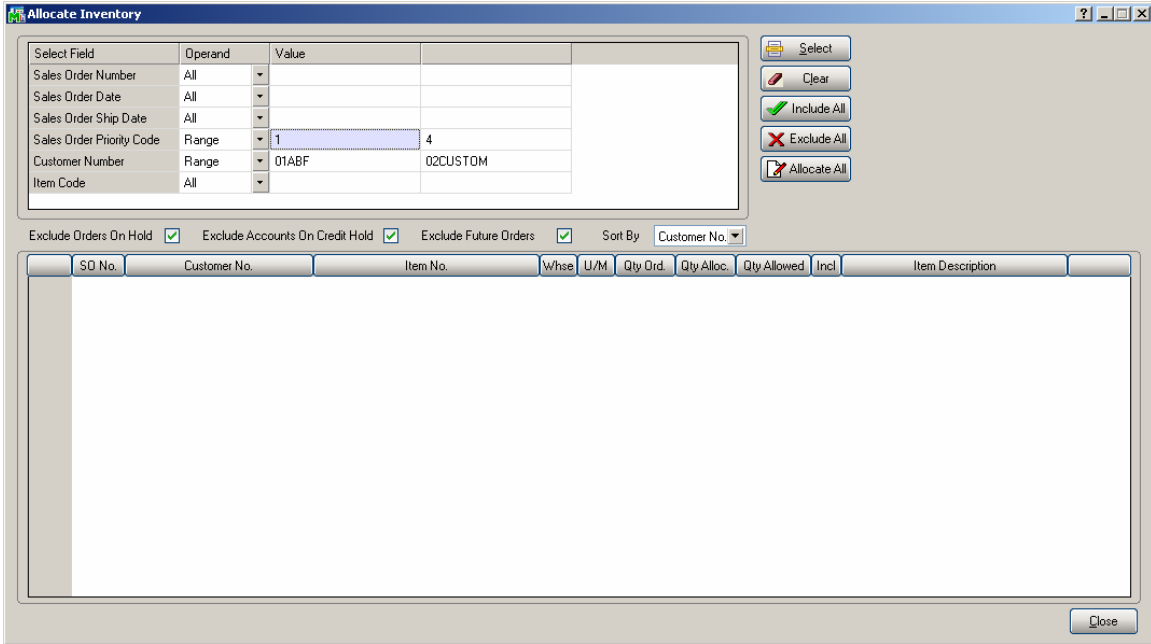 Allocate Inventory
Select Field Operand Value
Sales Order Number All
Sales Order Date All
Sales Order Ship Date All
Sales Order Priority Code Range 1 4
Customer Number Range 01ABF 02CUSTOM
Item Code All
Select
Clear
Include All
Exclude All
Allocate All
Exclude Orders On Hold Exclude Accounts On Credit Hold Exclude Future Orders Sort By Customer No.
SO No. Customer No. Item No. Whse U/M Qty Ord. Qty Alloc. Qty Allowed Incl Item Description
Close